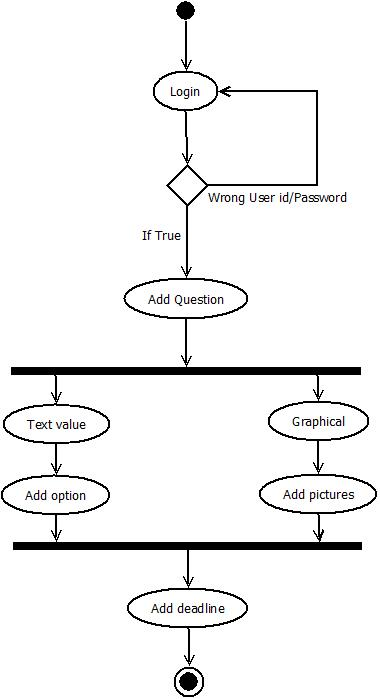 Login
Wrong User id/Password
If True
Add Question
Text value
Graphical
Add option
Add pictures
Add deadline